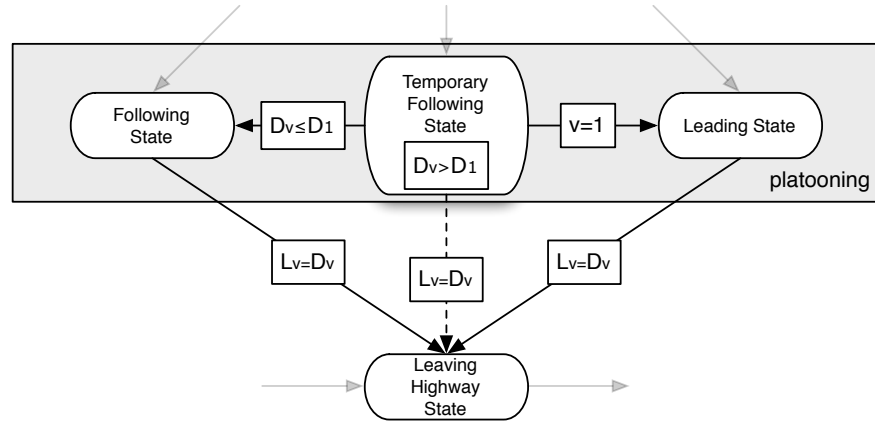 Temporary
Following
State
Following
State
Dv≤D1
v=1
Leading State
Dv>D1
platooning
Lv=Dv
Lv=Dv
Lv=Dv
Leaving
Highway
State